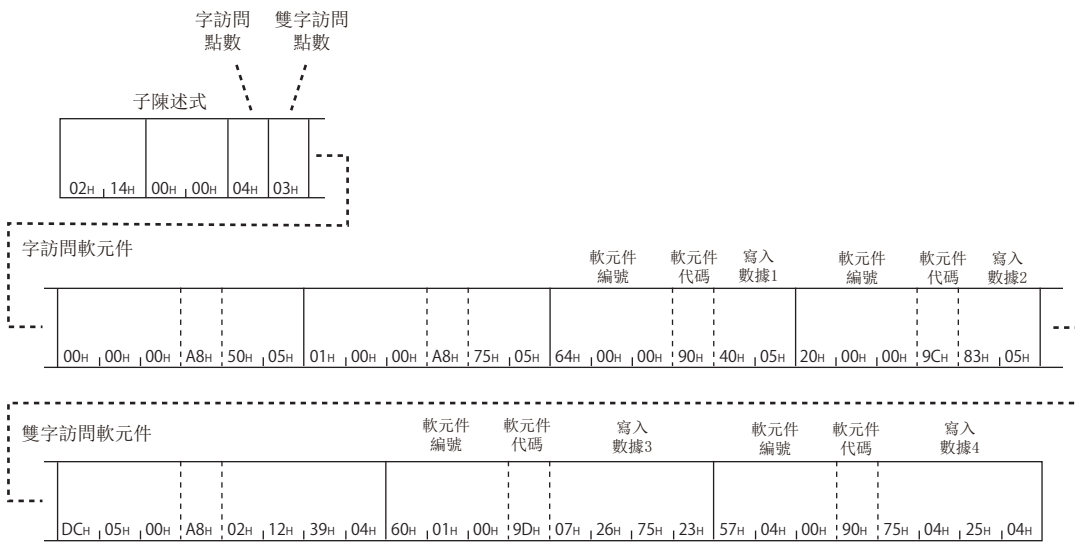 字訪問 雙字訪問
點數 點數
子陳述式
02H 14H 00H 00H 04H 03H
字訪問軟元件
軟元件 軟元件 寫入 軟元件 軟元件 寫入
編號 代碼 數據1 編號 代碼 數據2
00H 00H 00H A8H 50H 05H 01H 00H 00H A8H 75H 05H 64H 00H 00H 90H 40H 05H 20H 00H 00H 9CH 83H 05H
雙字訪問軟元件
軟元件 軟元件 寫入 軟元件 軟元件 寫入
編號 代碼 數據3 編號 代碼 數據4
DCH 05H 00H A8H 02H 12H 39H 04H 60H 01H 00H 9DH 07H 26H 75H 23H 57H 04H 00H 90H 75H 04H 25H 04H